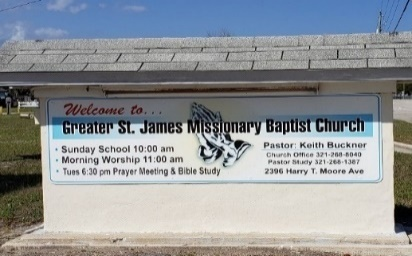 Welcome to...
Greater St. James Missionary Baptist Church
· Sunday School 10:00 am
· Morning Worship 11:00 am
· Tues 6:30 pm Prayer Meeting & Bible Study
Pastor: Keith Buckner
Church Office 321-268-8940
Pastor Study 321-268-1387
2396 Harry T. Moore Ave